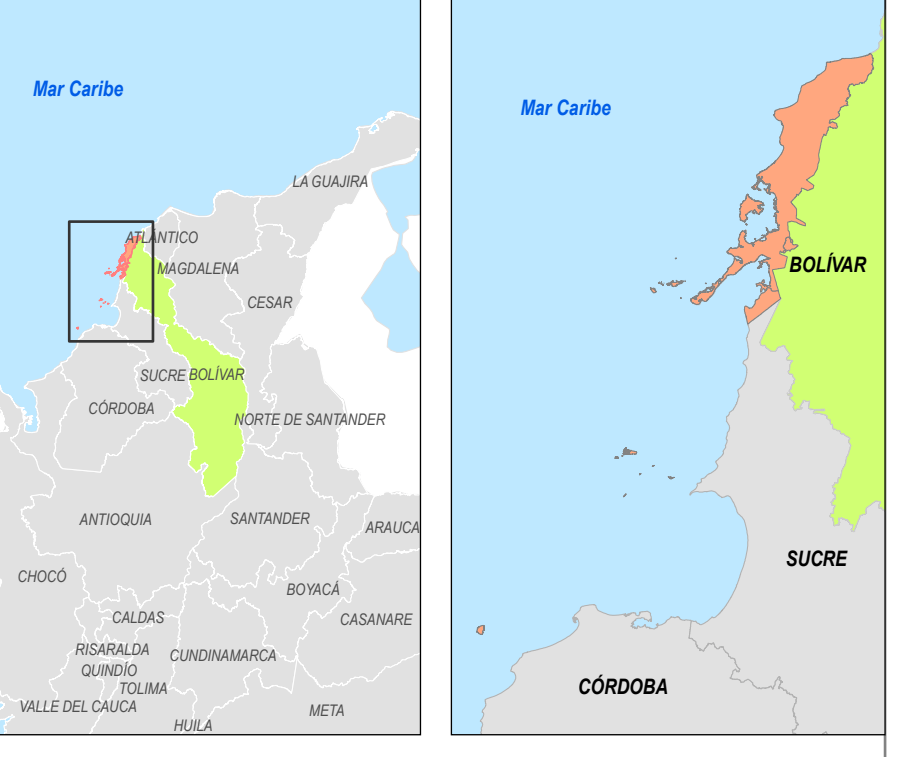 Mar Caribe
LA GUAJIRA
ATLÁNTICO
MAGDALENA
CESAR
SUCRE BOLÍVAR
CÓRDOBA
NORTE DE SANTANDER
ANTIOQUIA
SANTANDER
ARAUCA
CHOCÓ
BOYACÁ
CALDAS
CASANARE
RISARALDA
CUNDINAMARCA
QUINDÍO
TOLIMA
VALLE DEL CAUCA
META
HUILA
Mar Caribe
BOLÍVAR
SUCRE
CÓRDOBA